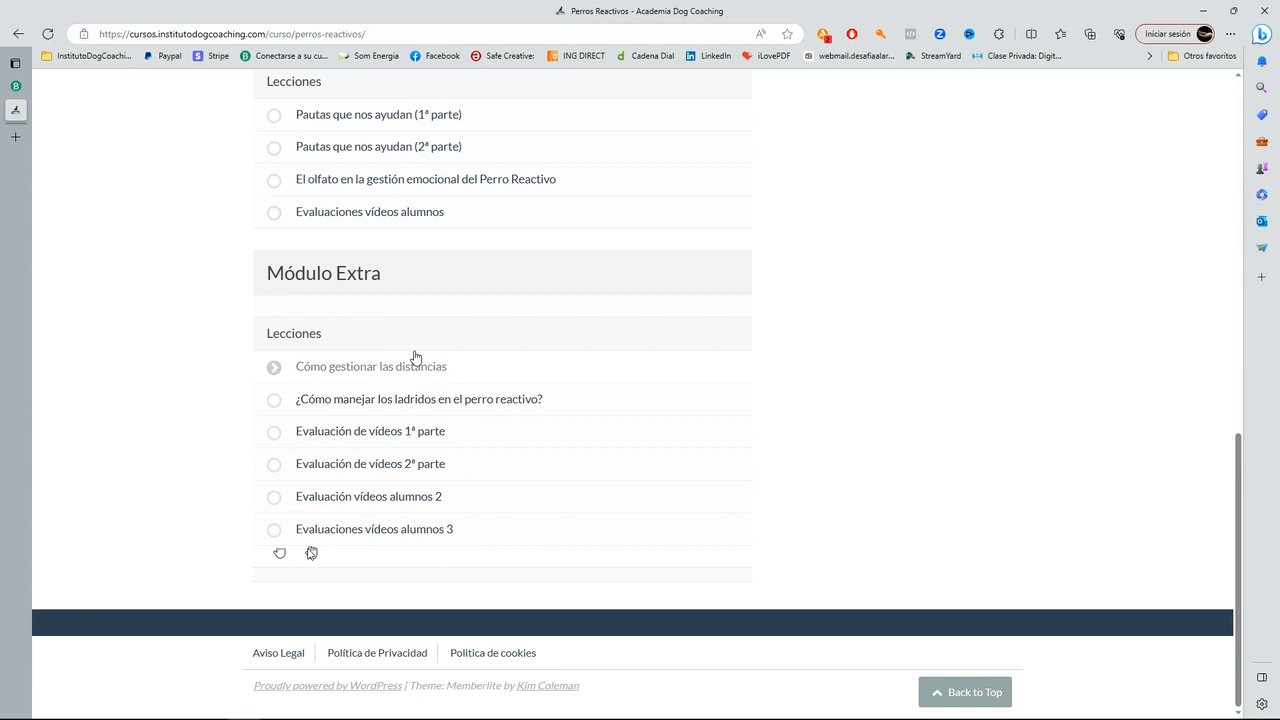 Perros Reactivos - Academia Dog Coaching
https://cursos.institutodogcoaching.com/curso/perros-reactivos/
Iniciar sesión
InstitutoDogCoachi...
Paypal
Stripe
Conectarse a su cu...
Som Energia
Facebook
Safe Creative:
ING DIRECT
Cadena Dial
LinkedIn
iLovePDF
webmail.desafiaalar...
StreamYard
Clase Privada: Digit...
Otros favoritos
Lecciones
Pautas que nos ayudan (1ª parte)
Pautas que nos ayudan (2ª parte)
El olfato en la gestión emocional del Perro Reactivo
Evaluaciones vídeos alumnos
Módulo Extra
Lecciones
Cómo gestionar las distancias
¿Cómo manejar los ladridos en el perro reactivo?
Evaluación de vídeos 1ª parte
Evaluación de vídeos 2ª parte
Evaluación vídeos alumnos 2
Evaluaciones vídeos alumnos 3
Aviso Legal
Política de Privacidad
Politica de cookies
Proudly powered by WordPress | Theme: Memberlite by Kim Coleman
Back to Top